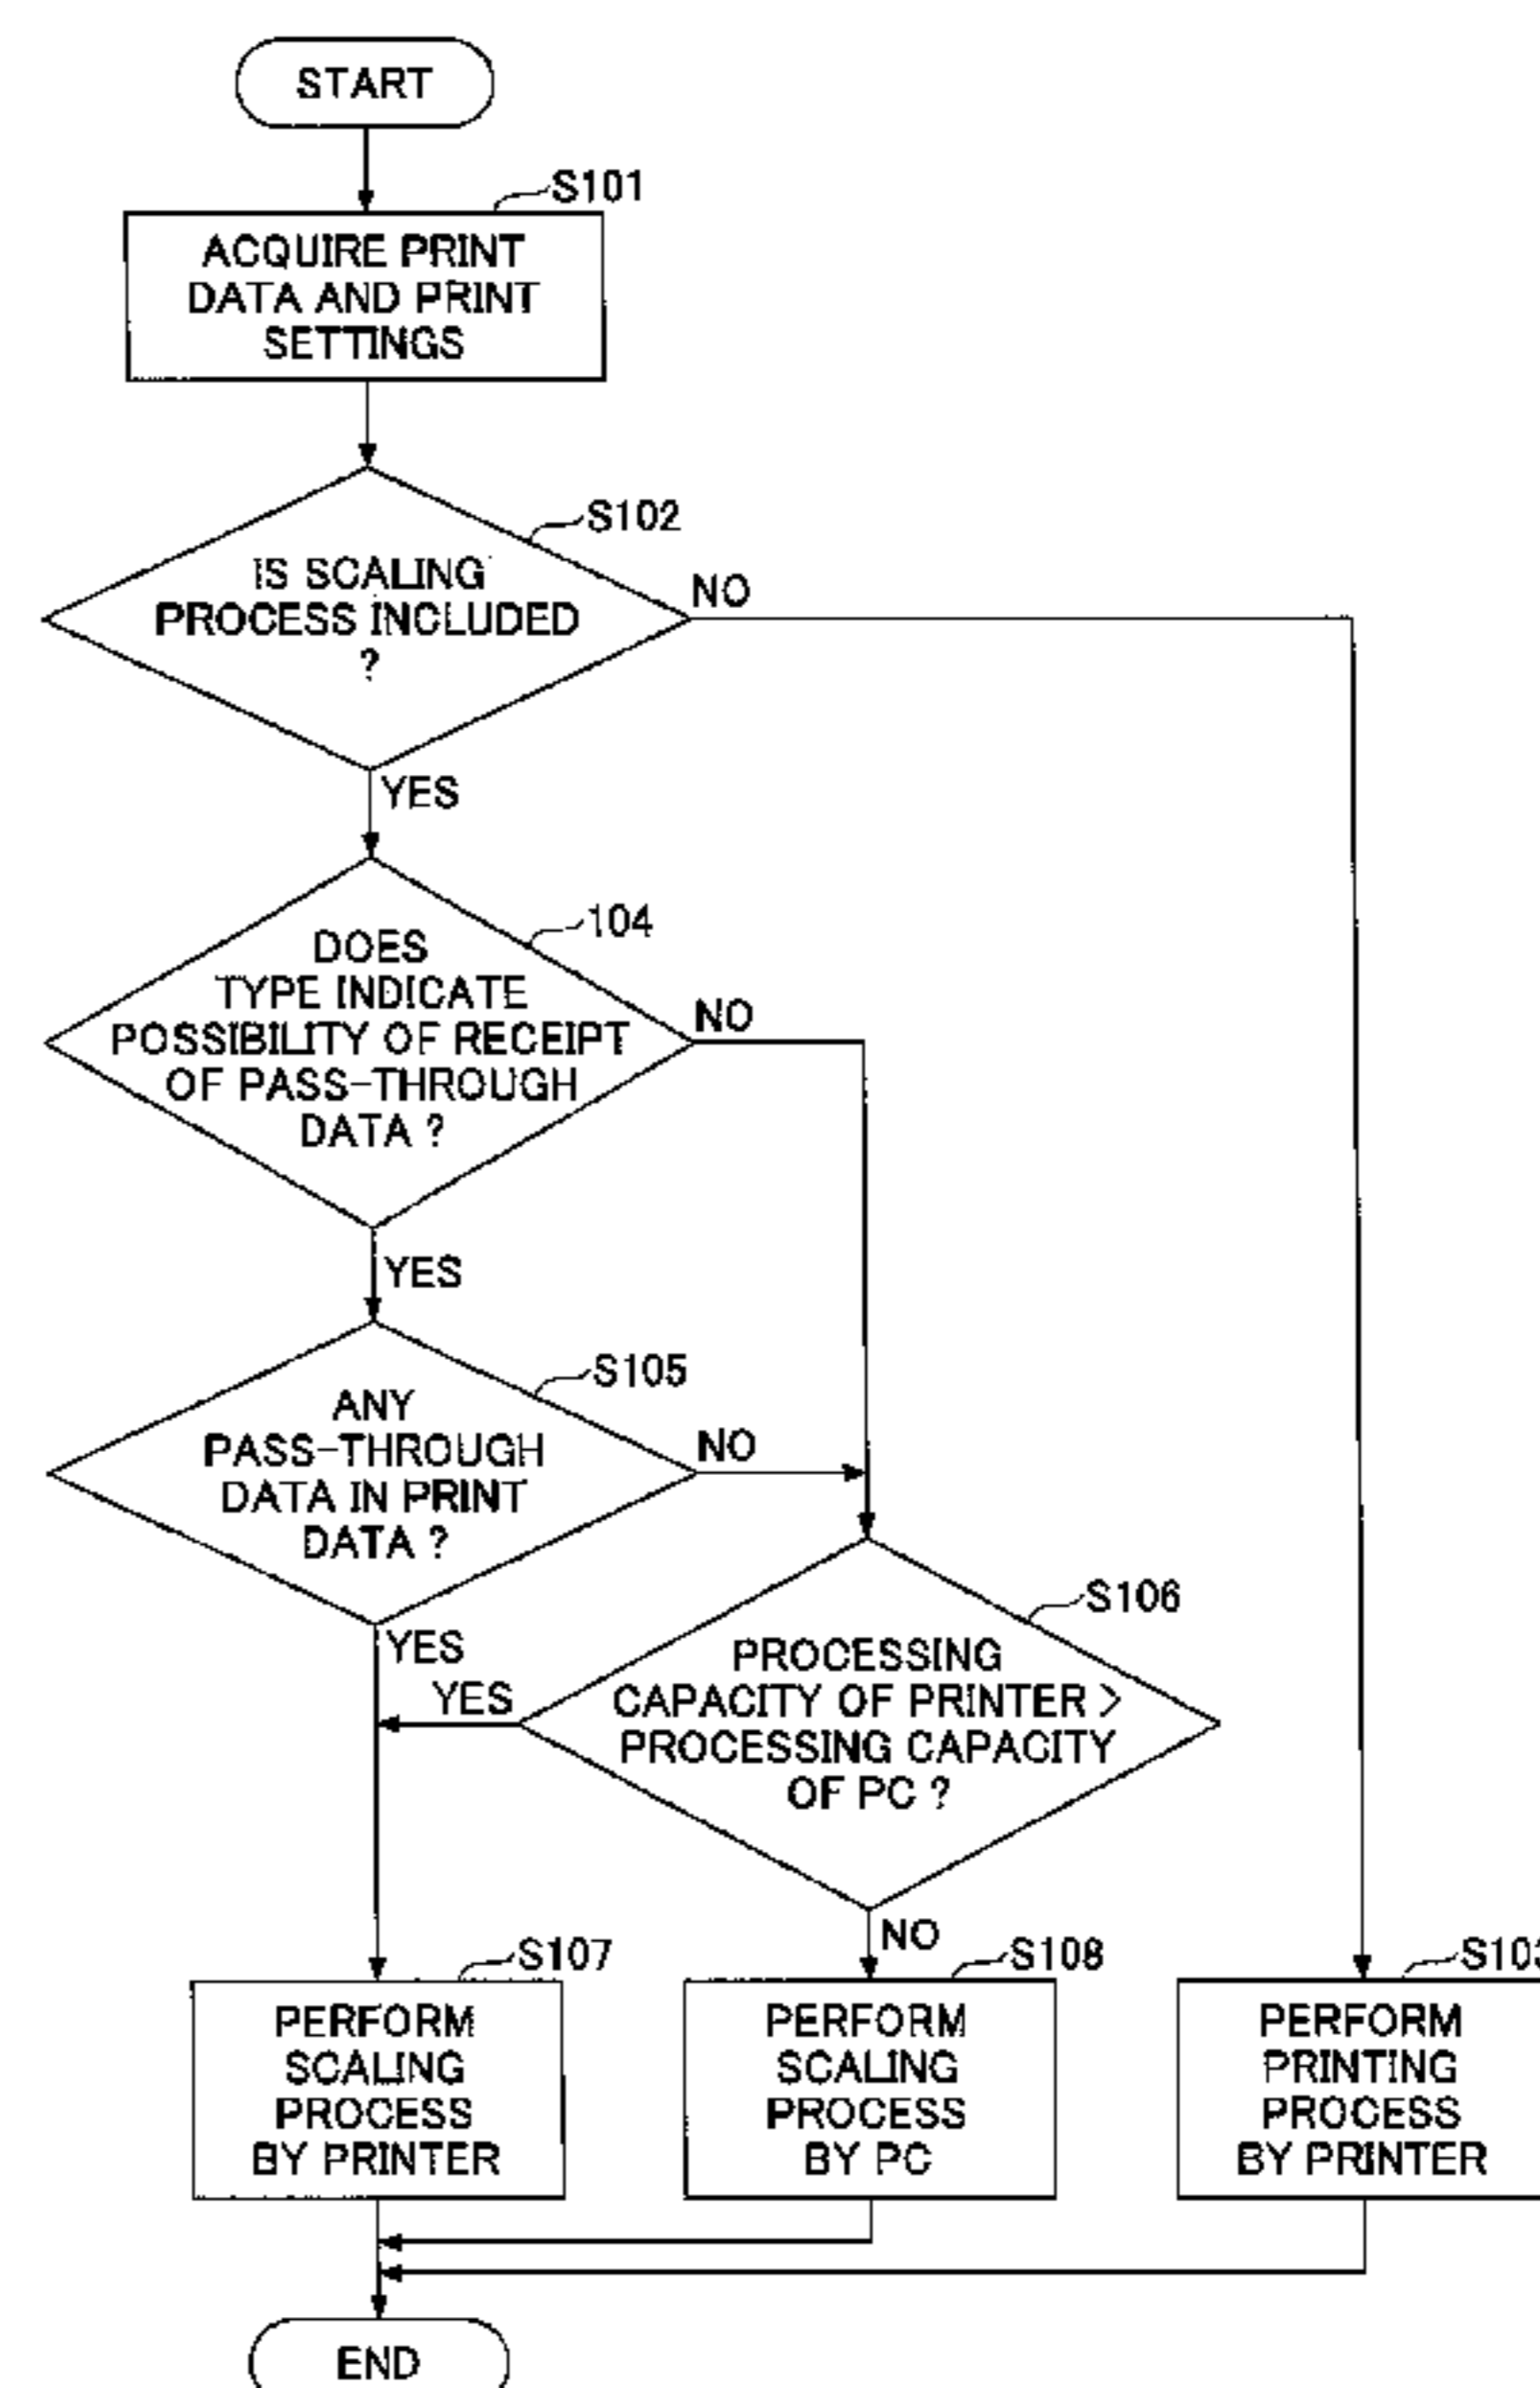 START
S101
ACQUIRE PRINT
DATA AND PRINT
SETTINGS
S102
IS SCALING
PROCESS INCLUDED
?
NO
YES
104
DOES
TYPE INDICATE
POSSIBILITY OF RECEIPT
OF PASS-THROUGH
DATA ?
NO
YES
S105
ANY
PASS-THROUGH
DATA IN PRINT
DATA ?
NO
YES
S106
PROCESSING
CAPACITY OF PRINTER >
PROCESSING CAPACITY
OF PC ?
YES
NO
S107
PERFORM
SCALING
PROCESS
BY PRINTER
S108
PERFORM
SCALING
PROCESS
BY PC
S103
PERFORM
PRINTING
PROCESS
BY PRINTER
END